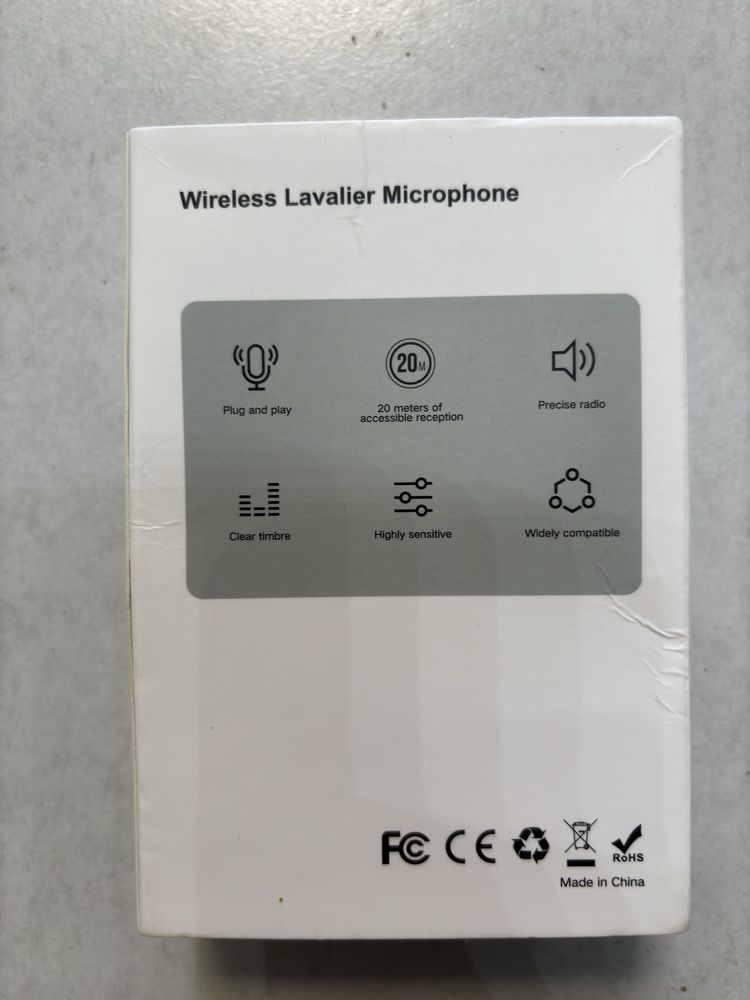 Wireless Lavalier Microphone
20M
Plug and play
20 meters of
accessible reception
Precise radio
Clear timbre
Highly sensitive
Widely compatible
FC CE RoHS
Made in China